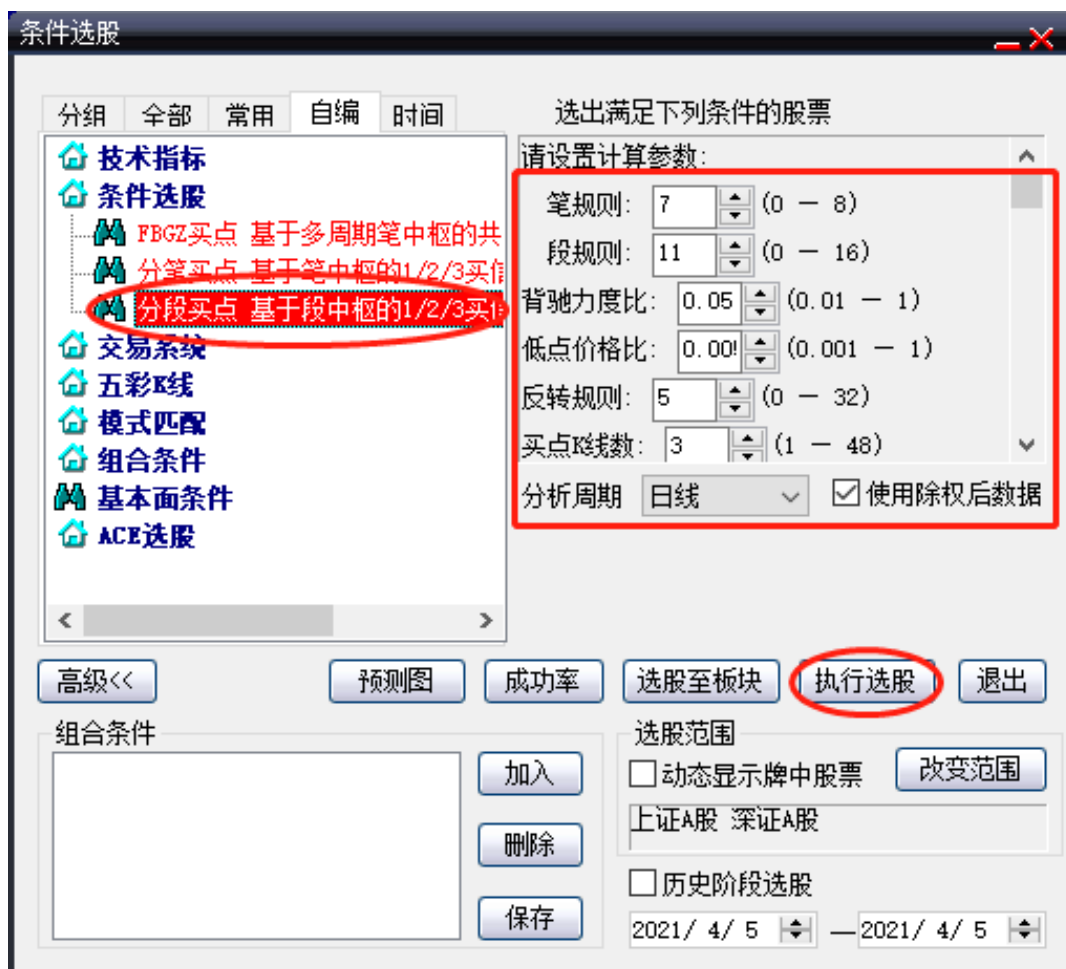 条件选股
分组 全部 常用 自编 时间
技术指标
条件选股
FBGZ买点 基于多周期笔中枢的共
分笔买点 基于笔中枢的1/2/3买信
分段买点 基于段中枢的1/2/3买信
交易系统
五彩K线
模式匹配
组合条件
基本面条件
ACE选股
选出满足下列条件的股票
请设置计算参数:
笔规则: 7 (0 — 8)
段规则: 11 (0 — 16)
背驰力度比: 0.05 (0.01 — 1)
低点价格比: 0.00 (0.001 — 1)
反转规则: 5 (0 — 32)
买点K线数: 3 (1 — 48)
分析周期 日线 使用除权后数据
高级<< 预测图 成功率 选股至板块 执行选股 退出
组合条件
加入
删除
保存
选股范围
动态显示牌中股票 改变范围
上证A股 深证A股
历史阶段选股
2021/ 4/ 5 —2021/ 4/ 5